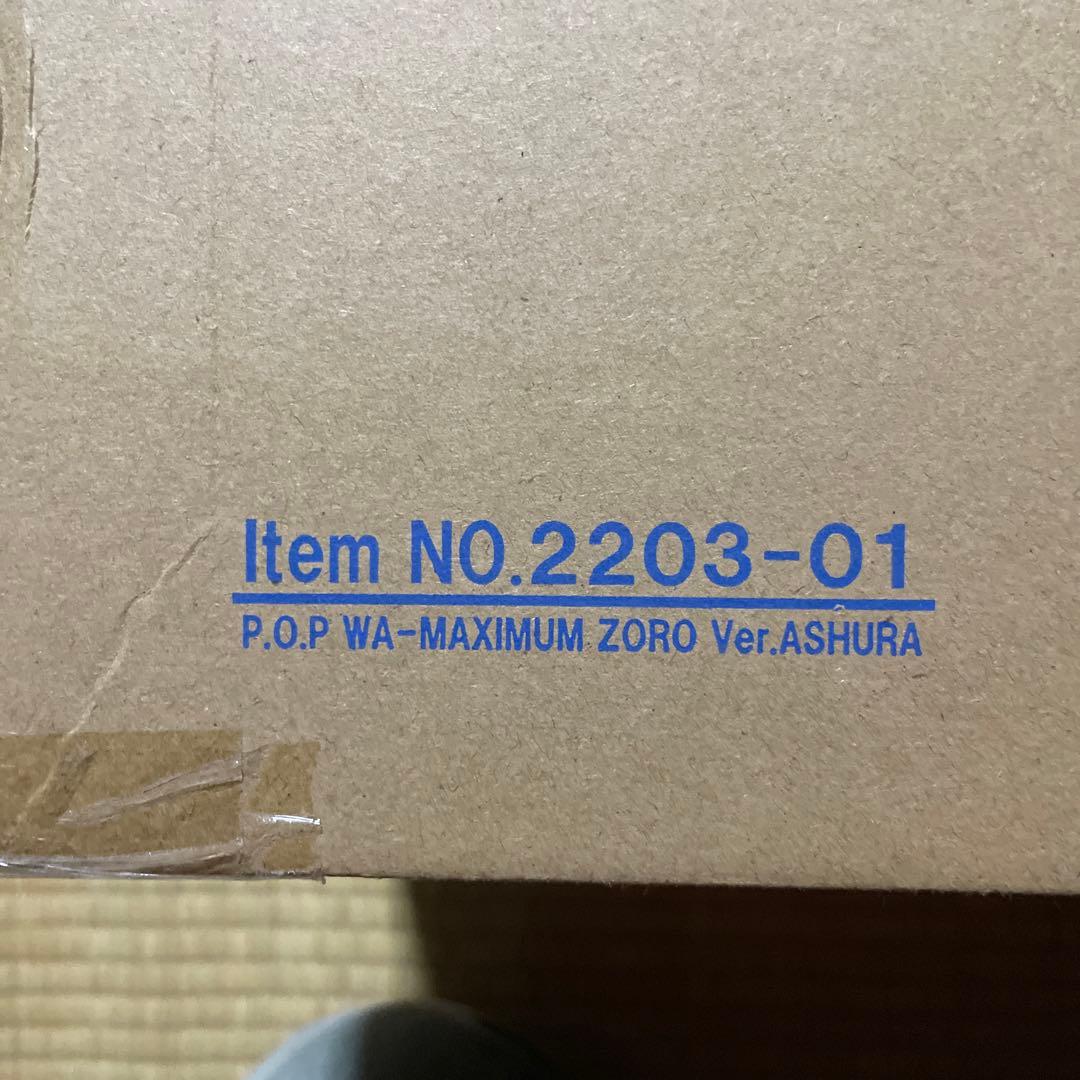 Item NO.2203-01
P.O.P WA-MAXIMUM ZORO Ver.ASHURA